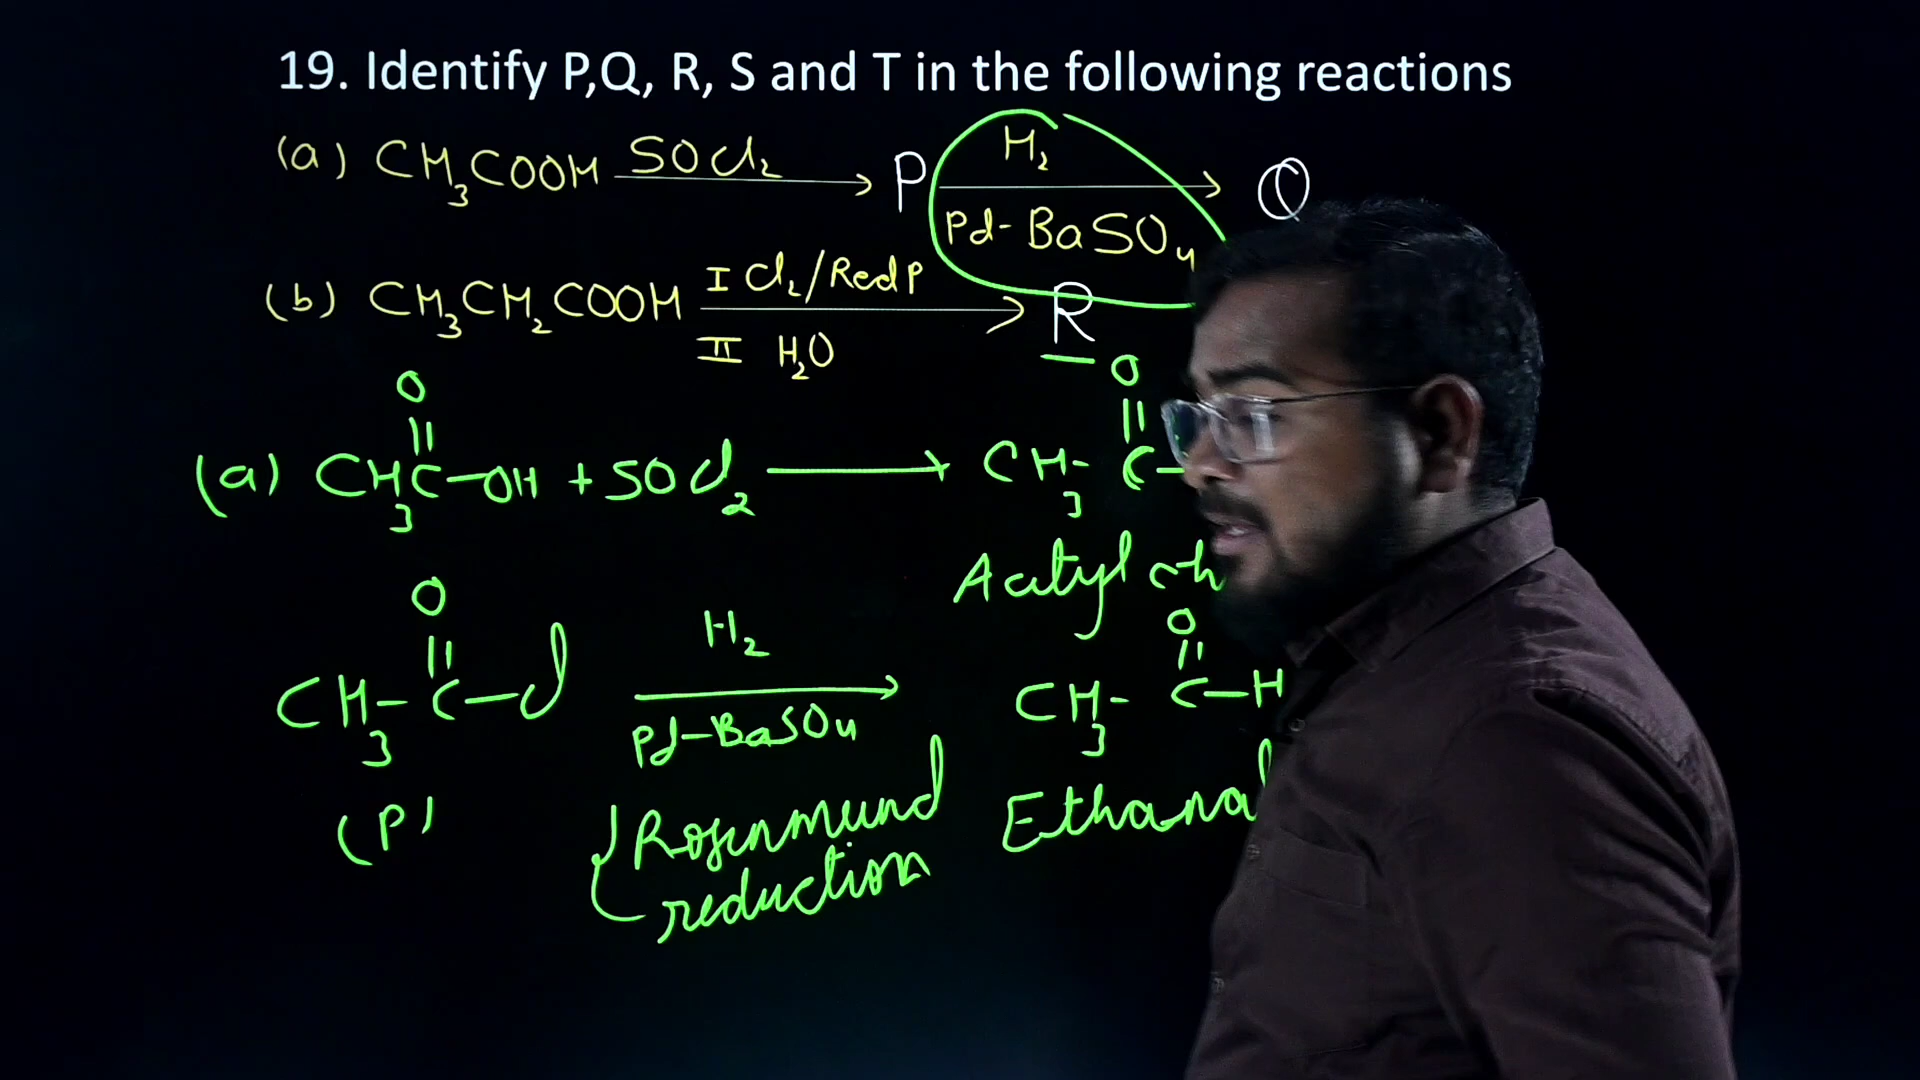 19. Identify P,Q, R, S and T in the following reactions
(a) CH₃COOH SOCl₂ → P H₂ Pd-BaSO₄ → Q
(b) CH₃CH₂COOH I Cl₂/Red P II H₂O → R
O
O
(a) CH₃C-OH + SOCl₂ → CH₃-C-
Acetyl ch
O
O
CH₃-C-Cl H₂ Pd-BaSO₄ → CH₃-C-H
(P) Rosenmund reduction Ethanal